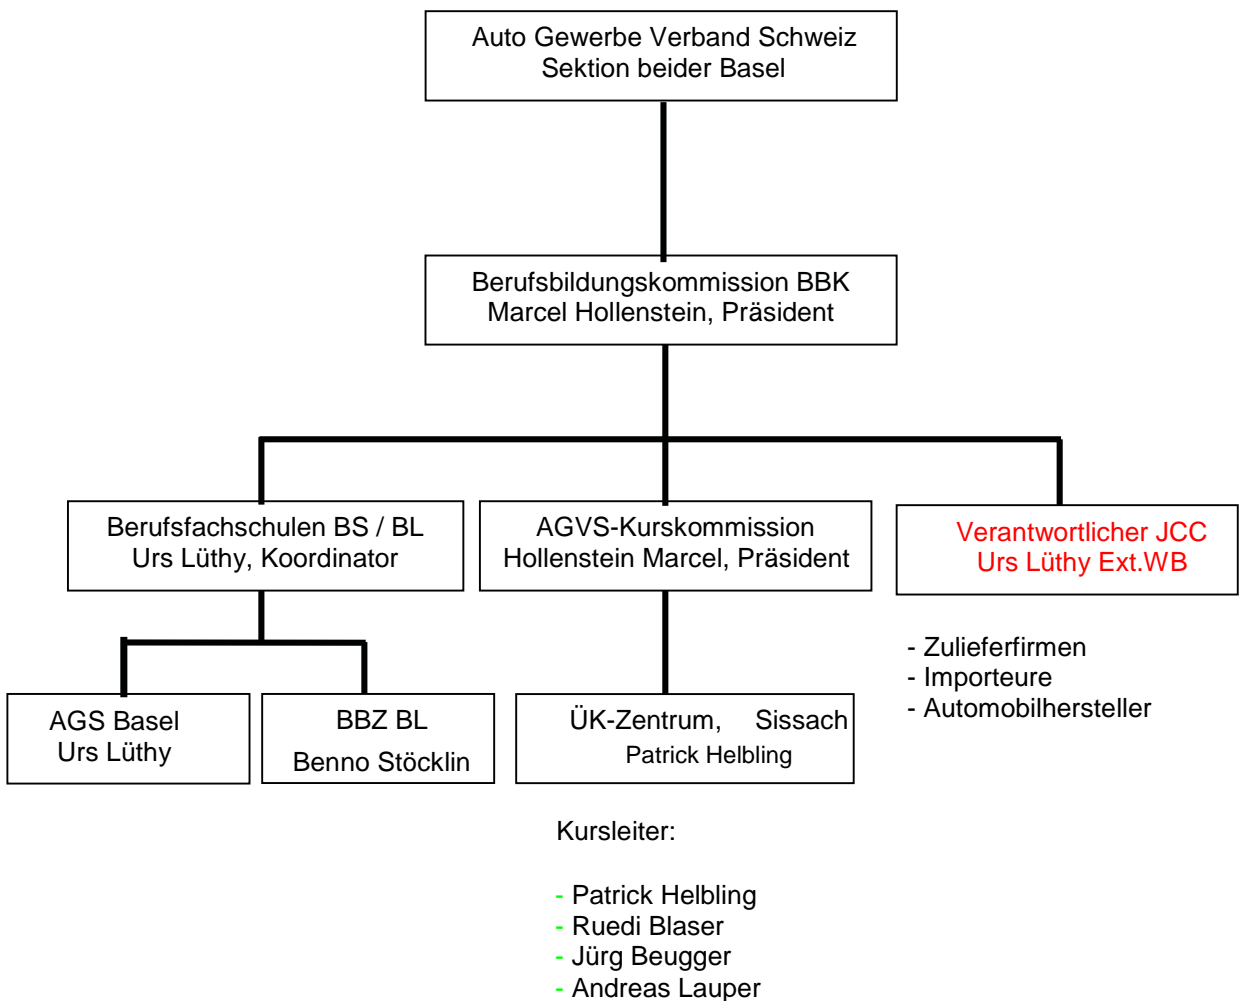 Auto Gewerbe Verband Schweiz
Sektion beider Basel
Berufsbildungskommission BBK
Marcel Hollenstein, Präsident
Berufsfachschulen BS / BL
Urs Lüthy, Koordinator
AGVS-Kurskommission
Hollenstein Marcel, Präsident
Verantwortlicher JCC
Urs Lüthy Ext.WB
- Zulieferfirmen
- Importeure
- Automobilhersteller
AGS Basel
Urs Lüthy
BBZ BL
Benno Stöcklin
ÜK-Zentrum, Sissach
Patrick Helbling
Kursleiter:
- Patrick Helbling
- Ruedi Blaser
- Jürg Beugger
- Andreas Lauper